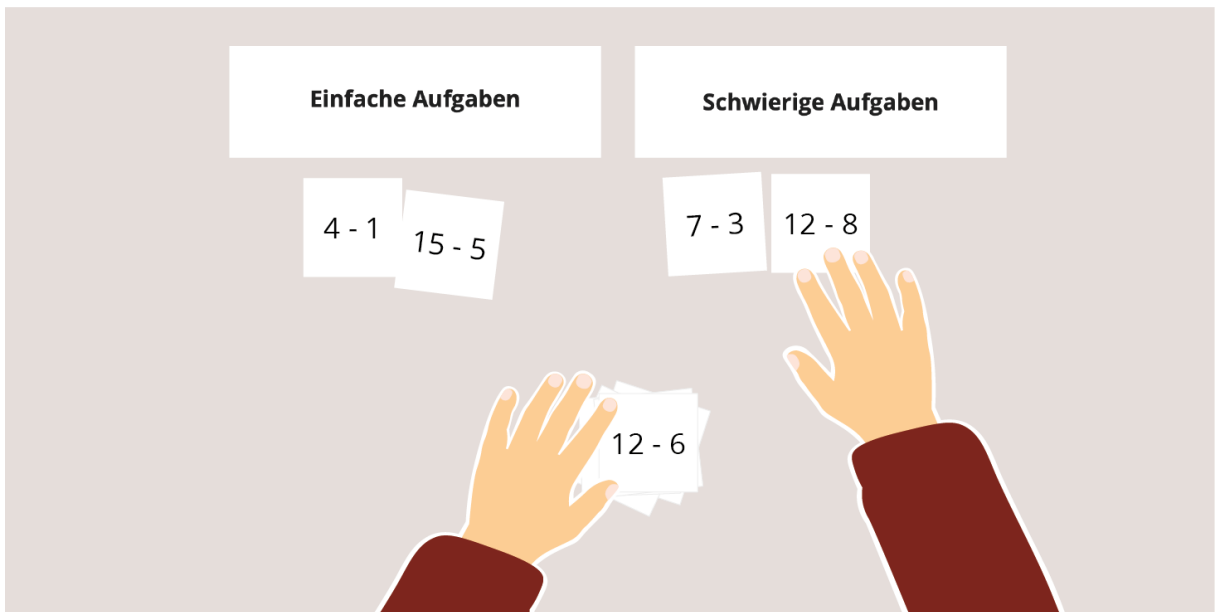 Einfache Aufgaben
Schwierige Aufgaben
4 - 1
15 - 5
7 - 3
12 - 8
12 - 6